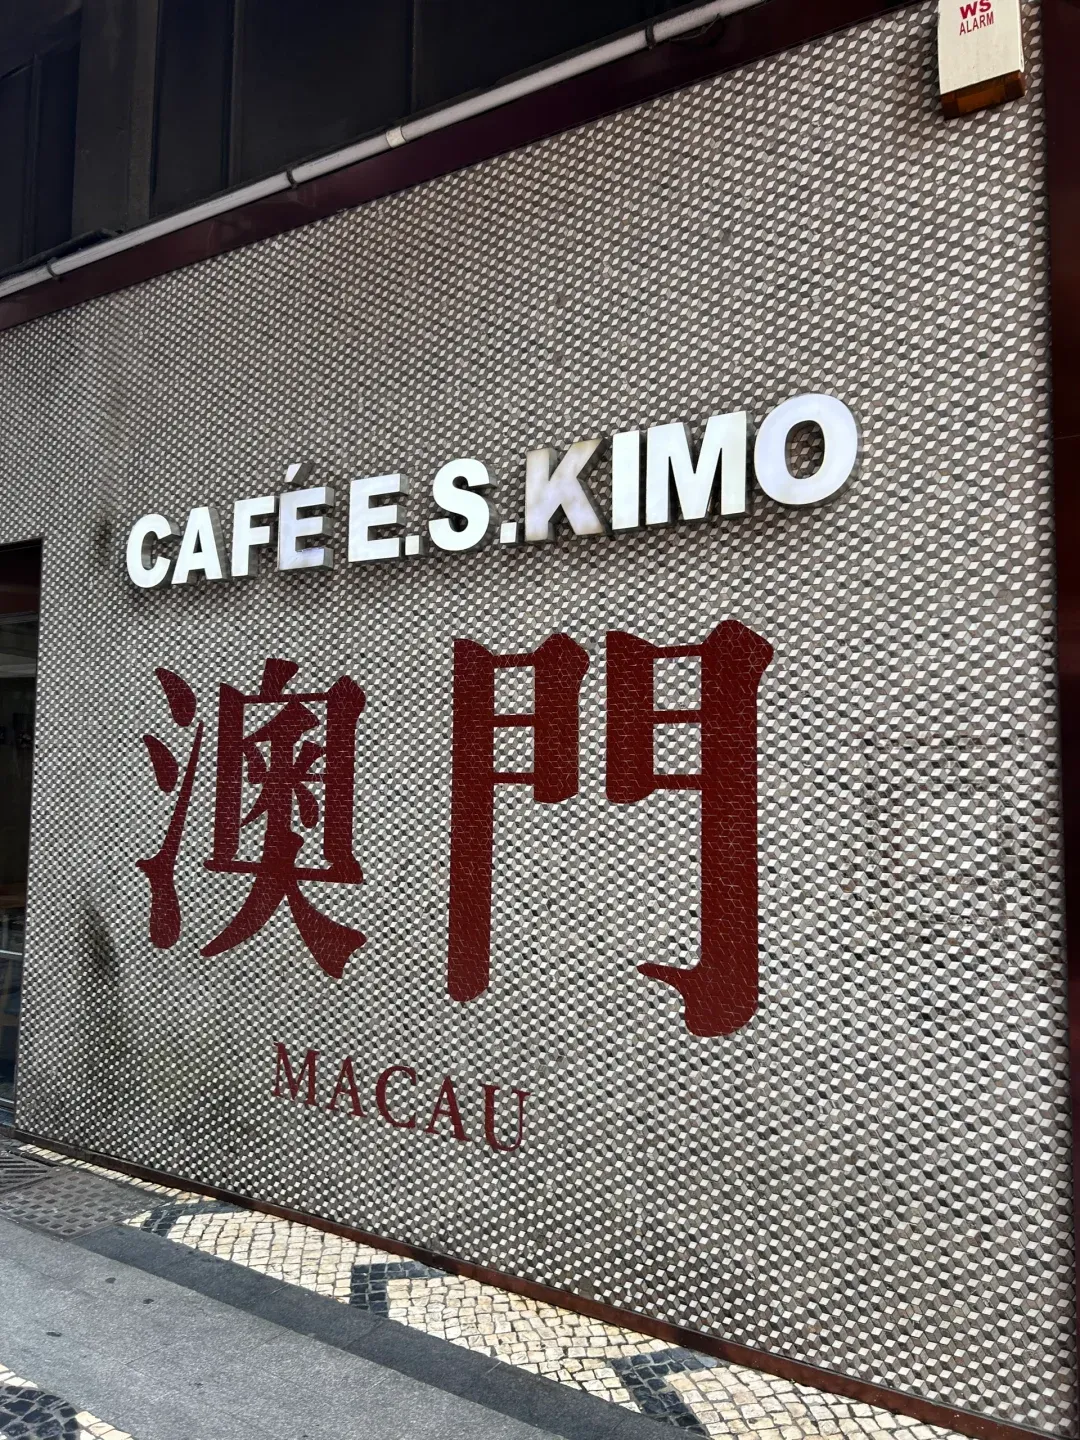 WS
ALARM
CAFÉ E.S.KIMO
澳門
MACAU